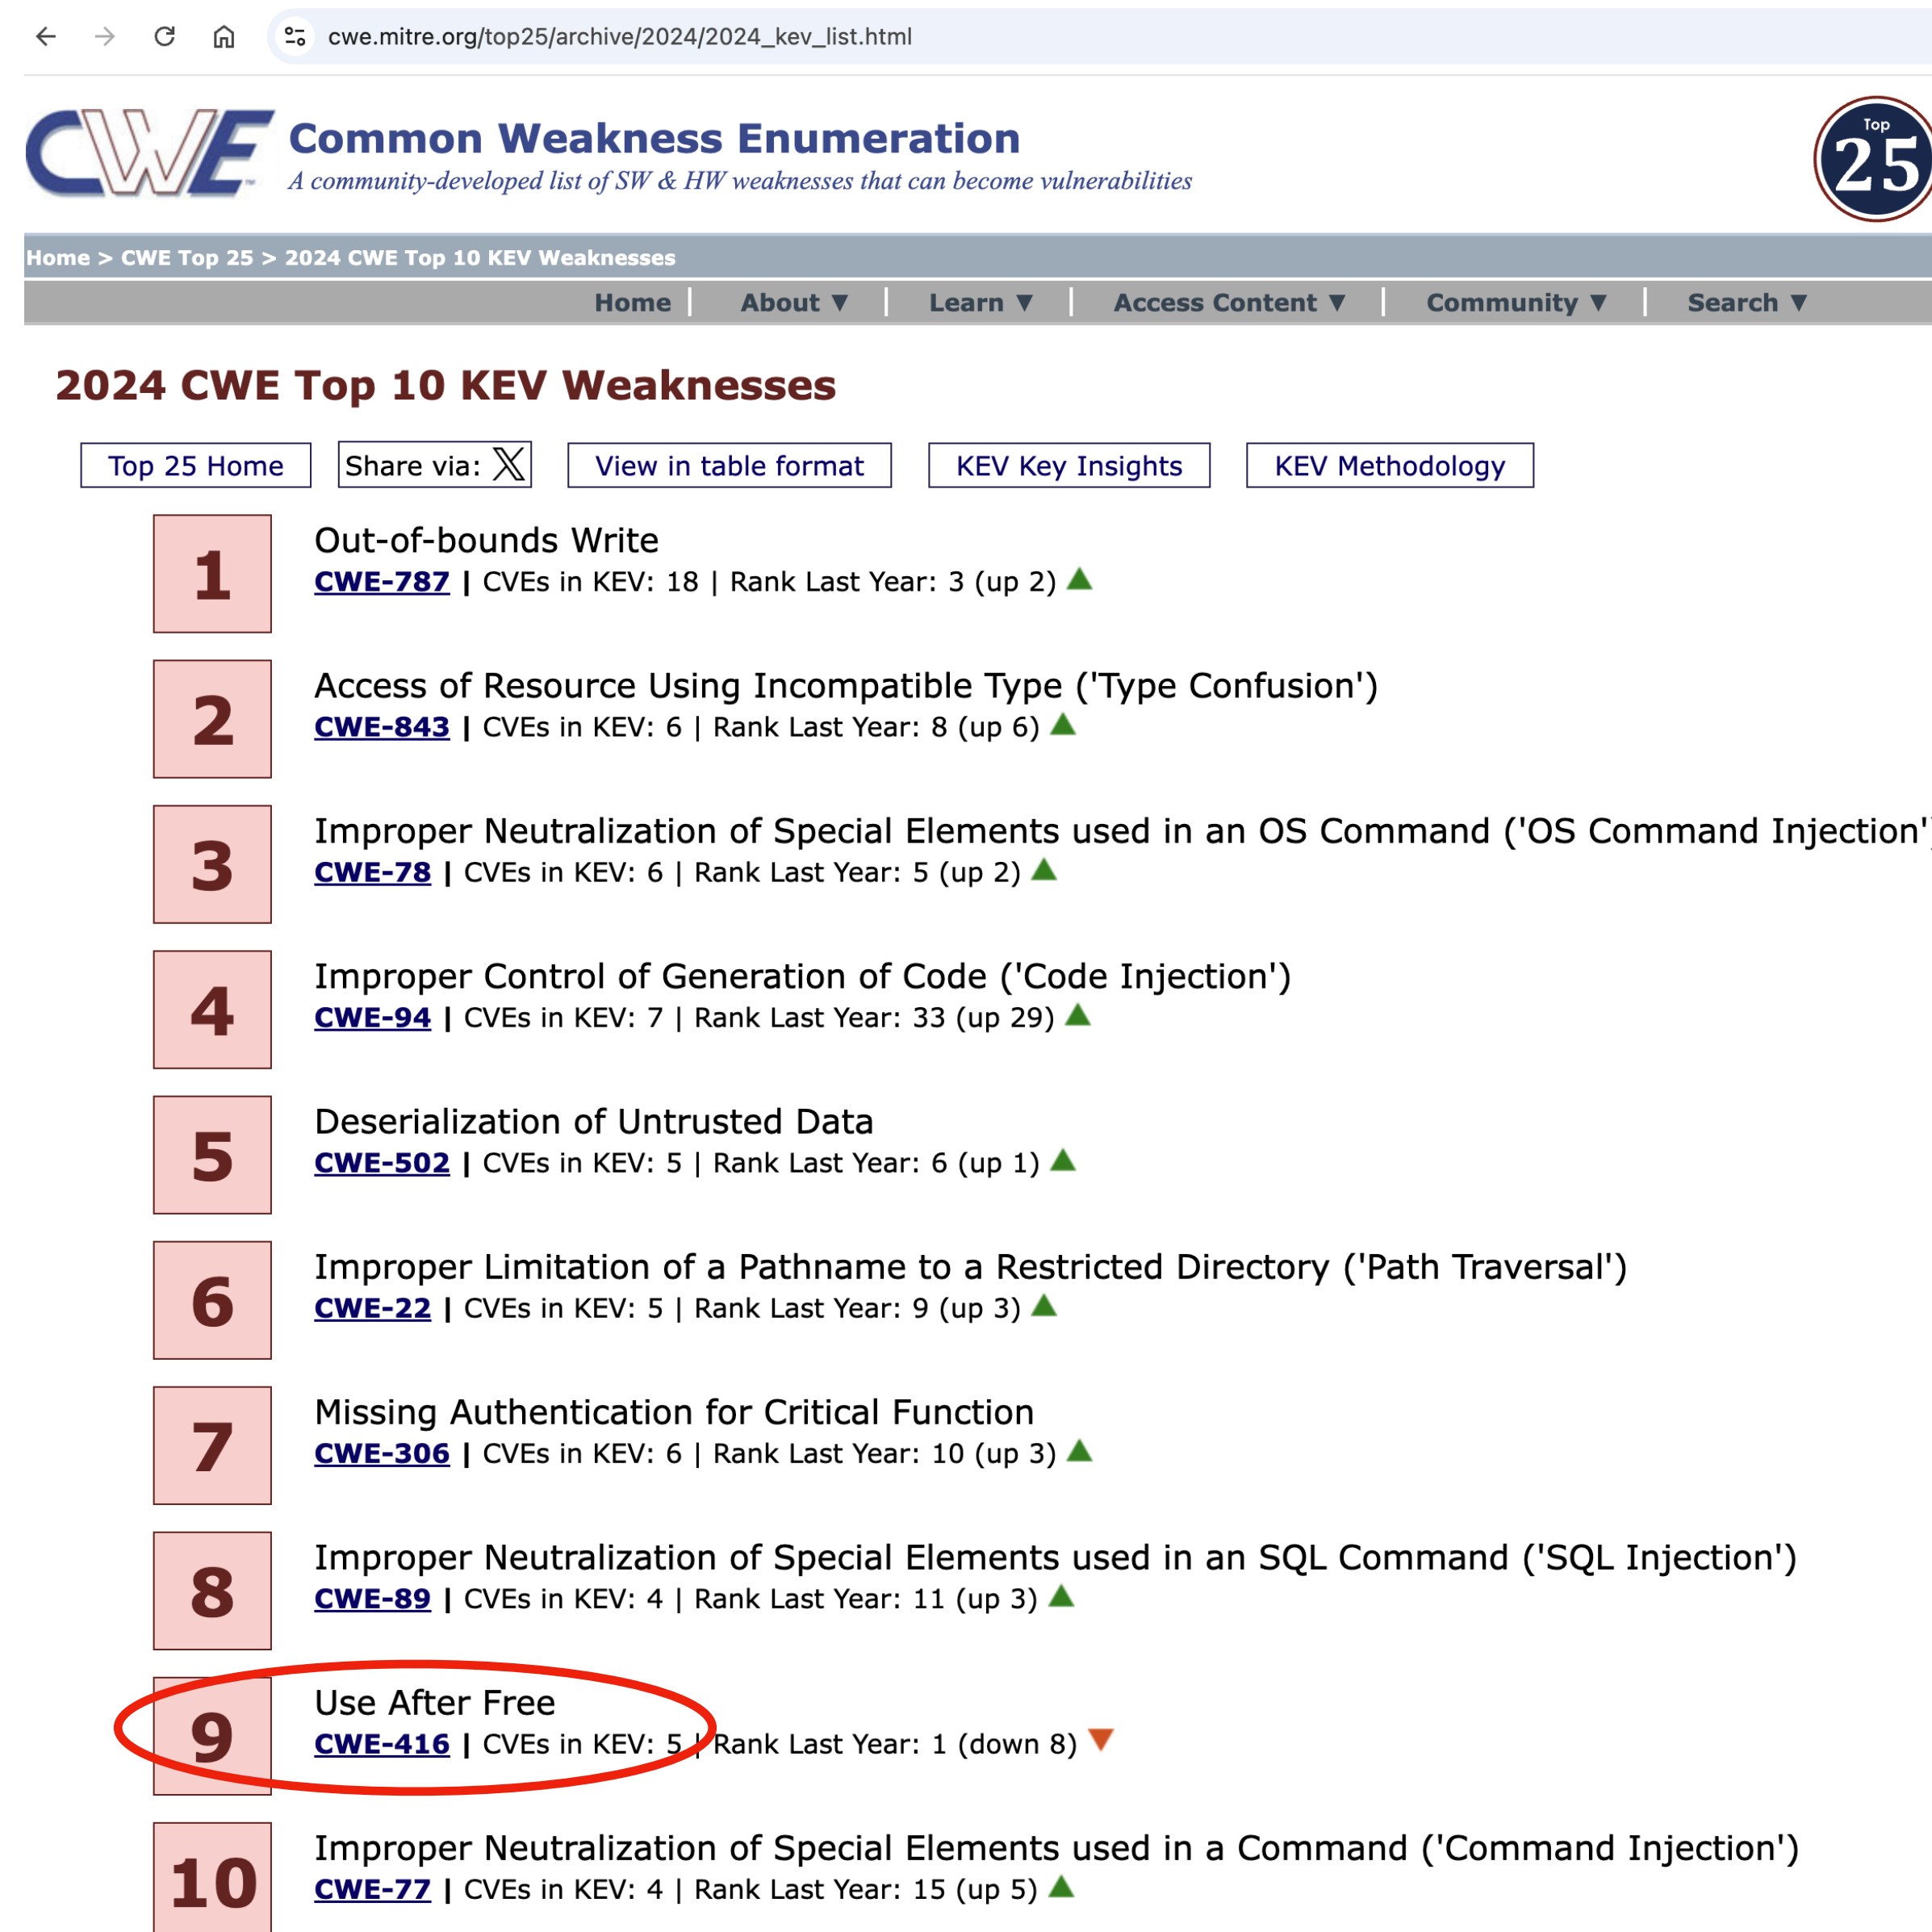 cwe.mitre.org/top25/archive/2024/2024_kev_list.html
CWE
Common Weakness Enumeration
A community-developed list of SW & HW weaknesses that can become vulnerabilities
Top
25
Home > CWE Top 25 > 2024 CWE Top 10 KEV Weaknesses
Home | About ▼ | Learn ▼ | Access Content ▼ | Community ▼ | Search ▼
2024 CWE Top 10 KEV Weaknesses
Top 25 Home Share via: X View in table format KEV Key Insights KEV Methodology
1
Out-of-bounds Write
CWE-787 | CVEs in KEV: 18 | Rank Last Year: 3 (up 2) ▲
2
Access of Resource Using Incompatible Type ('Type Confusion')
CWE-843 | CVEs in KEV: 6 | Rank Last Year: 8 (up 6) ▲
3
Improper Neutralization of Special Elements used in an OS Command ('OS Command Injection')
CWE-78 | CVEs in KEV: 6 | Rank Last Year: 5 (up 2) ▲
4
Improper Control of Generation of Code ('Code Injection')
CWE-94 | CVEs in KEV: 7 | Rank Last Year: 33 (up 29) ▲
5
Deserialization of Untrusted Data
CWE-502 | CVEs in KEV: 5 | Rank Last Year: 6 (up 1) ▲
6
Improper Limitation of a Pathname to a Restricted Directory ('Path Traversal')
CWE-22 | CVEs in KEV: 5 | Rank Last Year: 9 (up 3) ▲
7
Missing Authentication for Critical Function
CWE-306 | CVEs in KEV: 6 | Rank Last Year: 10 (up 3) ▲
8
Improper Neutralization of Special Elements used in an SQL Command ('SQL Injection')
CWE-89 | CVEs in KEV: 4 | Rank Last Year: 11 (up 3) ▲
9
Use After Free
CWE-416 | CVEs in KEV: 5 | Rank Last Year: 1 (down 8) ▼
10
Improper Neutralization of Special Elements used in a Command ('Command Injection')
CWE-77 | CVEs in KEV: 4 | Rank Last Year: 15 (up 5) ▲